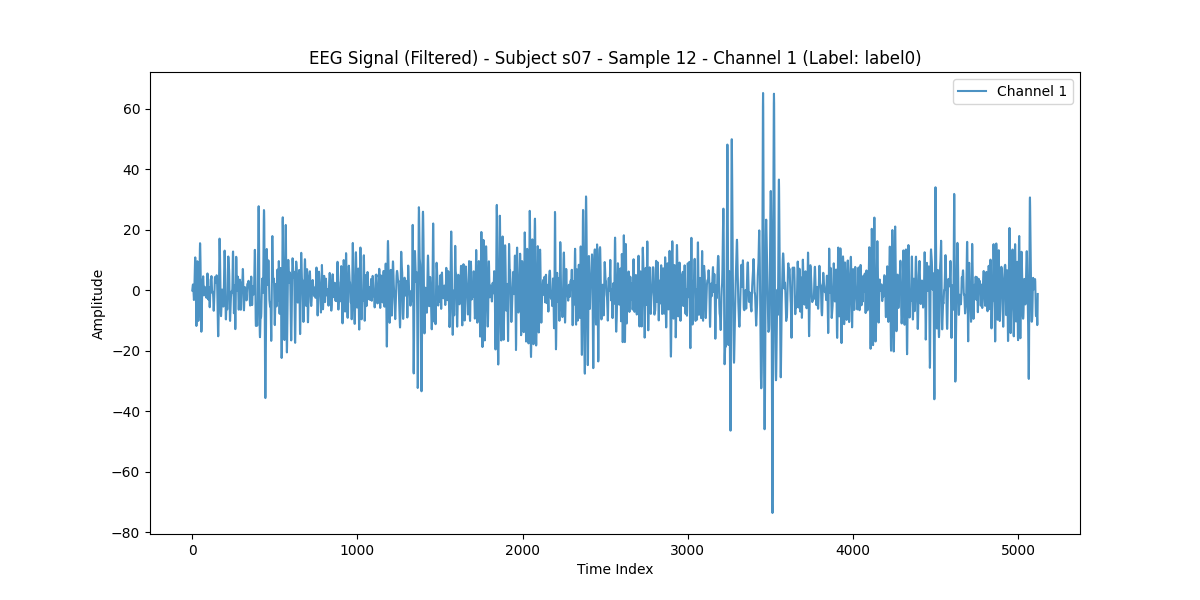 EEG Signal (Filtered) - Subject s07 - Sample 12 - Channel 1 (Label: label0)
Channel 1
60
40
20
0
−20
−40
−60
−80
Amplitude
0 1000 2000 3000 4000 5000
Time Index